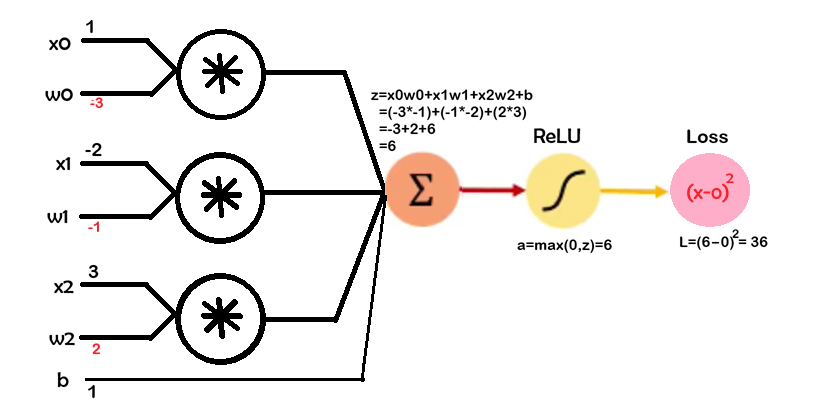 1
x0
w0
-3
-2
x1
w1
-1
3
x2
w2
2
b
1
z=x0w0+x1w1+x2w2+b
=(-3*-1)+(-1*-2)+(2*3)
=-3+2+6
=6
Σ
ReLU
a=max(0,z)=6
Loss
(x-0)²
L=(6-0)²= 36